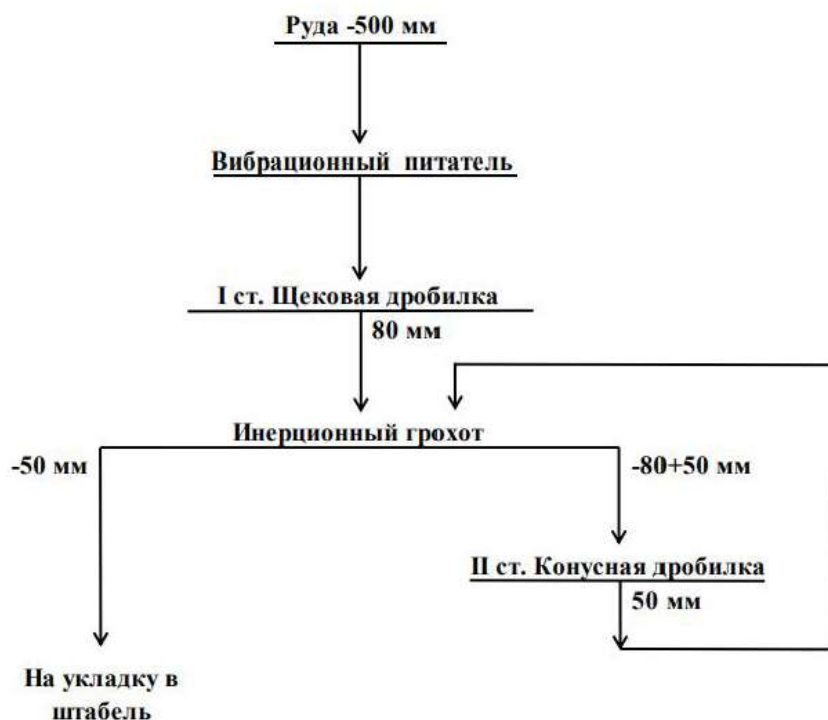 Руда -500 мм
Вибрационный питатель
I ст. Щековая дробилка
80 мм
Инерционный грохот
-50 мм
-80+50 мм
II ст. Конусная дробилка
50 мм
На укладку в
штабель